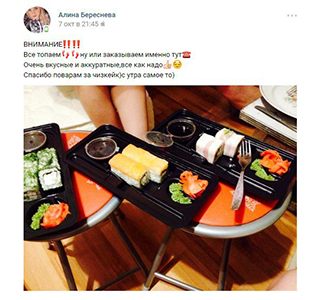 Алина Береснева
7 окт в 21:45
ВНИМАНИЕ‼️‼️
Все топаем👣👣ну или заказываем именно тут☎️
Очень вкусные и аккуратные,все как надо👍🏻😏
Спасибо поварам за чизкейк)с утра самое то)